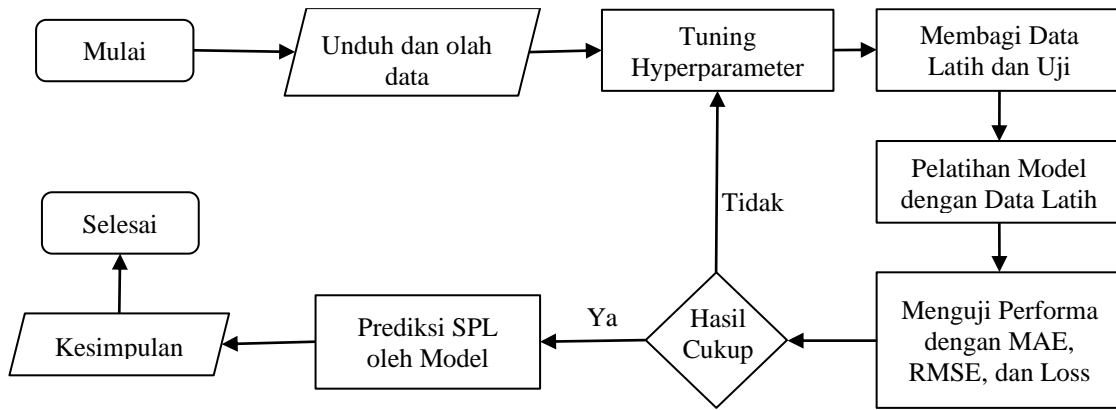 Mulai
Unduh dan olah
data
Tuning
Hyperparameter
Membagi Data
Latih dan Uji
Pelatihan Model
dengan Data Latih
Menguji Performa
dengan MAE,
RMSE, dan Loss
Hasil
Cukup
Tidak
Ya
Prediksi SPL
oleh Model
Kesimpulan
Selesai